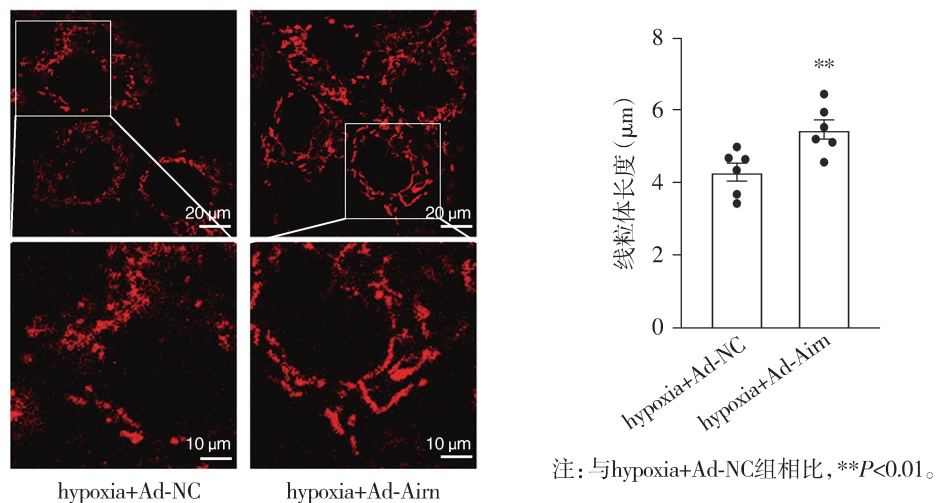 20 μm
20 μm
10 μm
10 μm
hypoxia+Ad-NC
hypoxia+Ad-Airn
线粒体长度(μm)
8
6
4
2
0
**
hypoxia+Ad-NC
hypoxia+Ad-Airn
注:与hypoxia+Ad-NC组相比,**P<0.01。